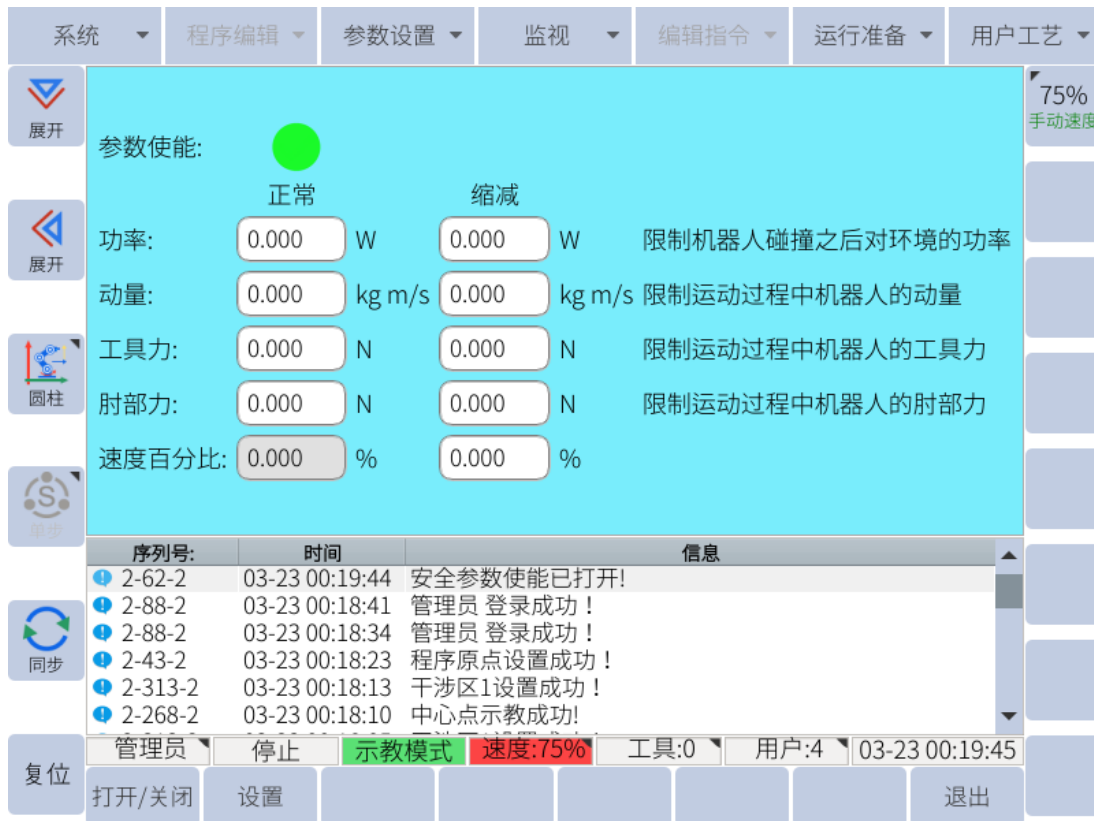 系统 程序编辑 参数设置 监视 编辑指令 运行准备 用户工艺
展开
75%
手动速度
参数使能:
正常 缩减
展开
功率: 0.000 W 0.000 W 限制机器人碰撞之后对环境的功率
动量: 0.000 kg m/s 0.000 kg m/s 限制运动过程中机器人的动量
圆柱
工具力: 0.000 N 0.000 N 限制运动过程中机器人的工具力
肘部力: 0.000 N 0.000 N 限制运动过程中机器人的肘部力
速度百分比: 0.000 % 0.000 %
S
单步
序列号: 时间 信息
2-62-2 03-23 00:19:44 安全参数使能已打开!
2-88-2 03-23 00:18:41 管理员 登录成功！
2-88-2 03-23 00:18:34 管理员 登录成功！
2-43-2 03-23 00:18:23 程序原点设置成功！
2-313-2 03-23 00:18:13 干涉区1设置成功！
2-268-2 03-23 00:18:10 中心点示教成功!
同步
管理员 停止 示教模式 速度:75% 工具:0 用户:4 03-23 00:19:45
复位
打开/关闭 设置 退出